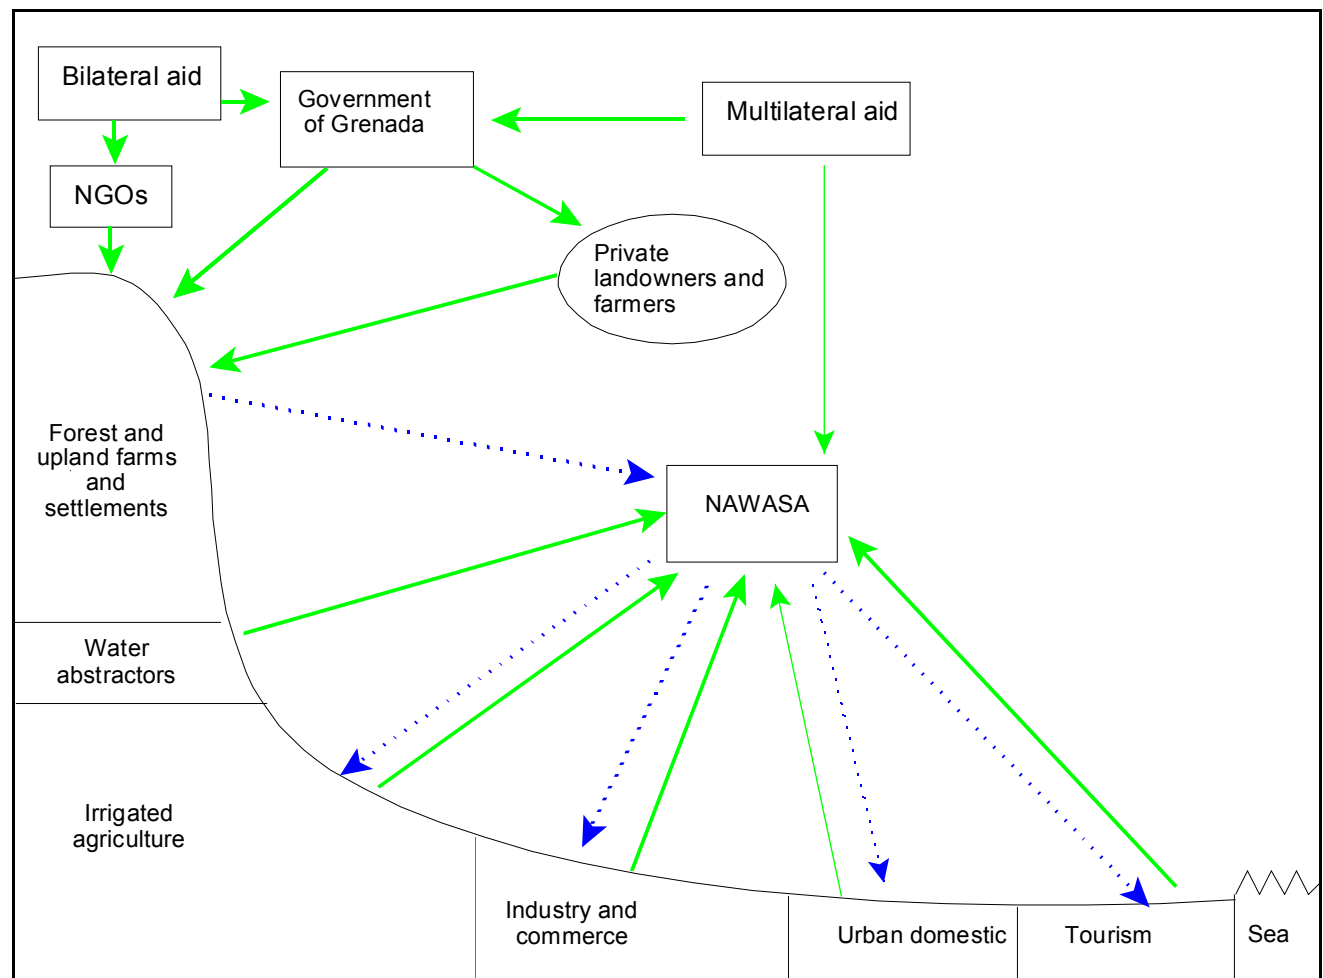 Bilateral aid
Government
of Grenada
Multilateral aid
NGOs
Private
landowners and
farmers
Forest and
upland farms
and
settlements
NAWASA
Water
abstractors
Irrigated
agriculture
Industry and
commerce
Urban domestic
Tourism
Sea